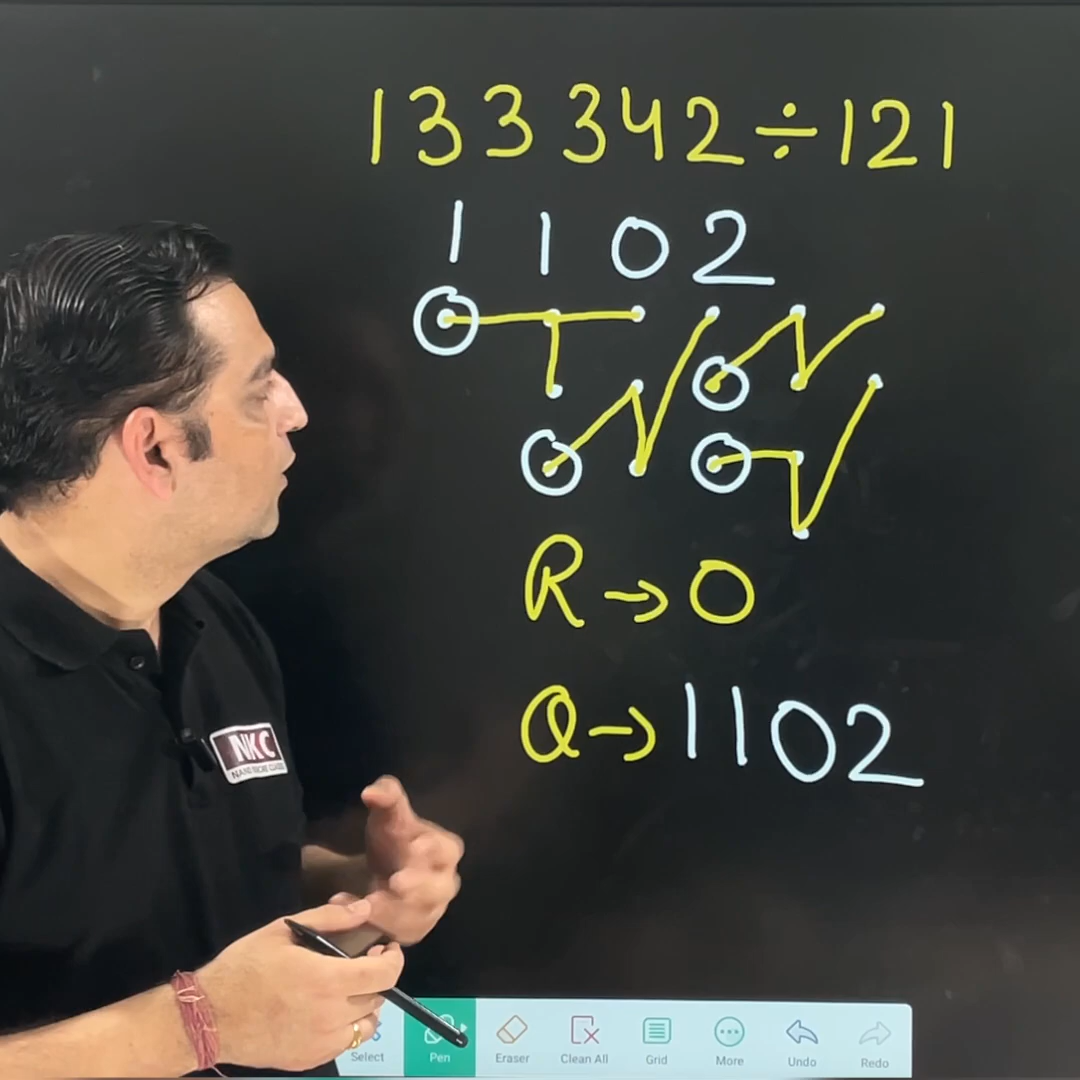 133342÷121
1102
R→0
Q→1102
NKC
Select Pen Eraser Clean All Grid More Undo Redo